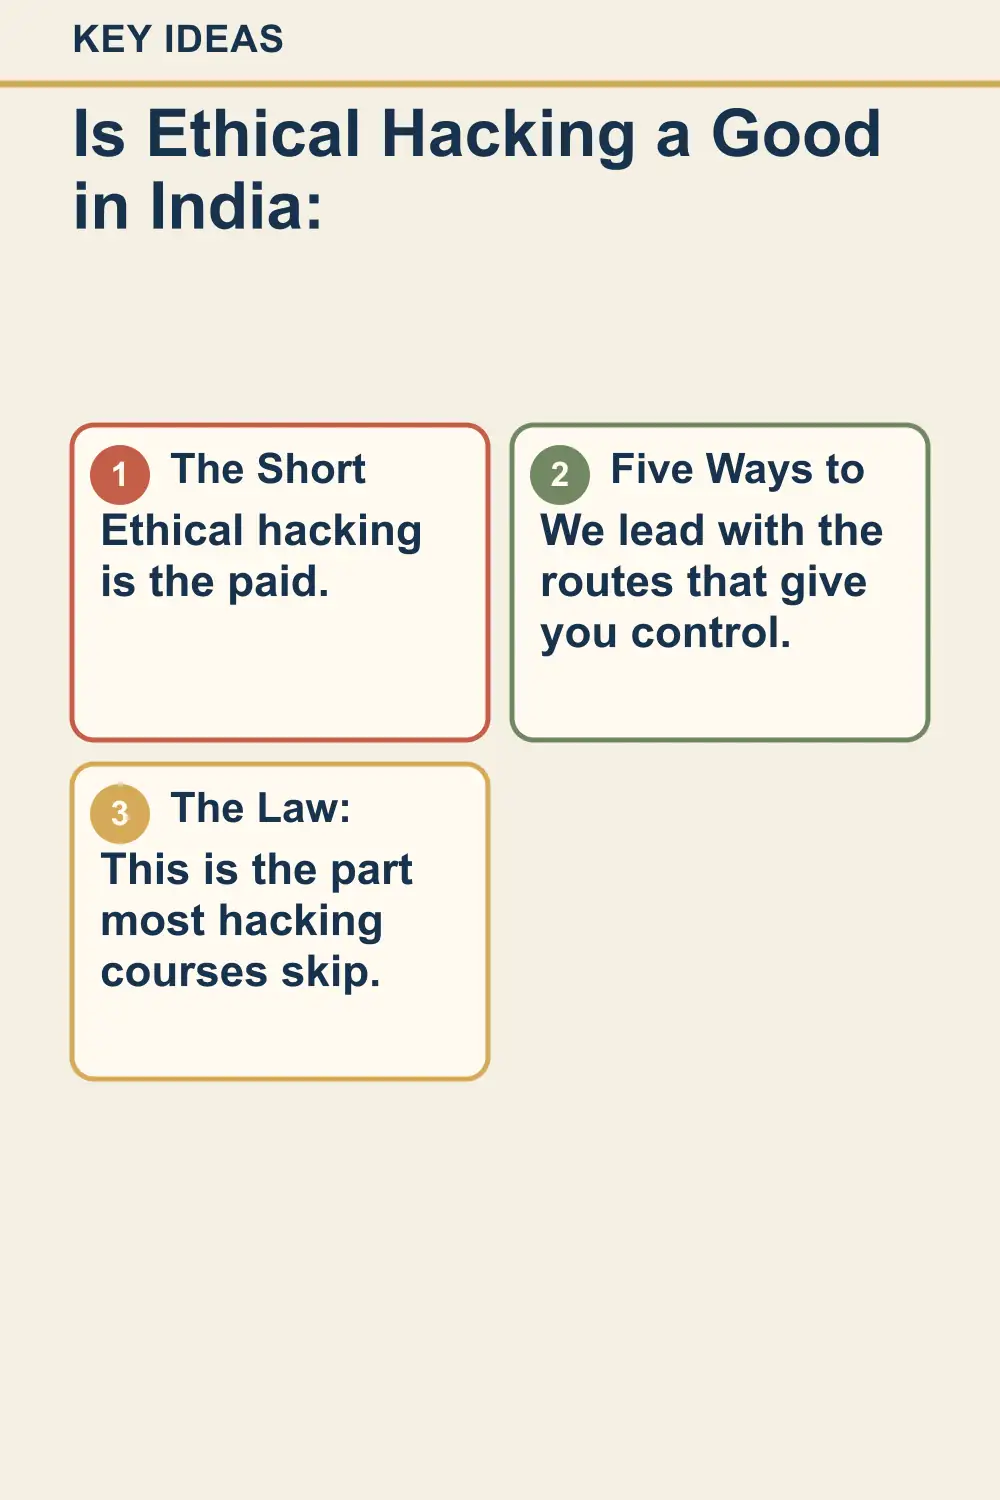 KEY IDEAS
Is Ethical Hacking a Good
in India:
1 The Short
Ethical hacking
is the paid.
2 Five Ways to
We lead with the
routes that give
you control.
3 The Law:
This is the part
most hacking
courses skip.